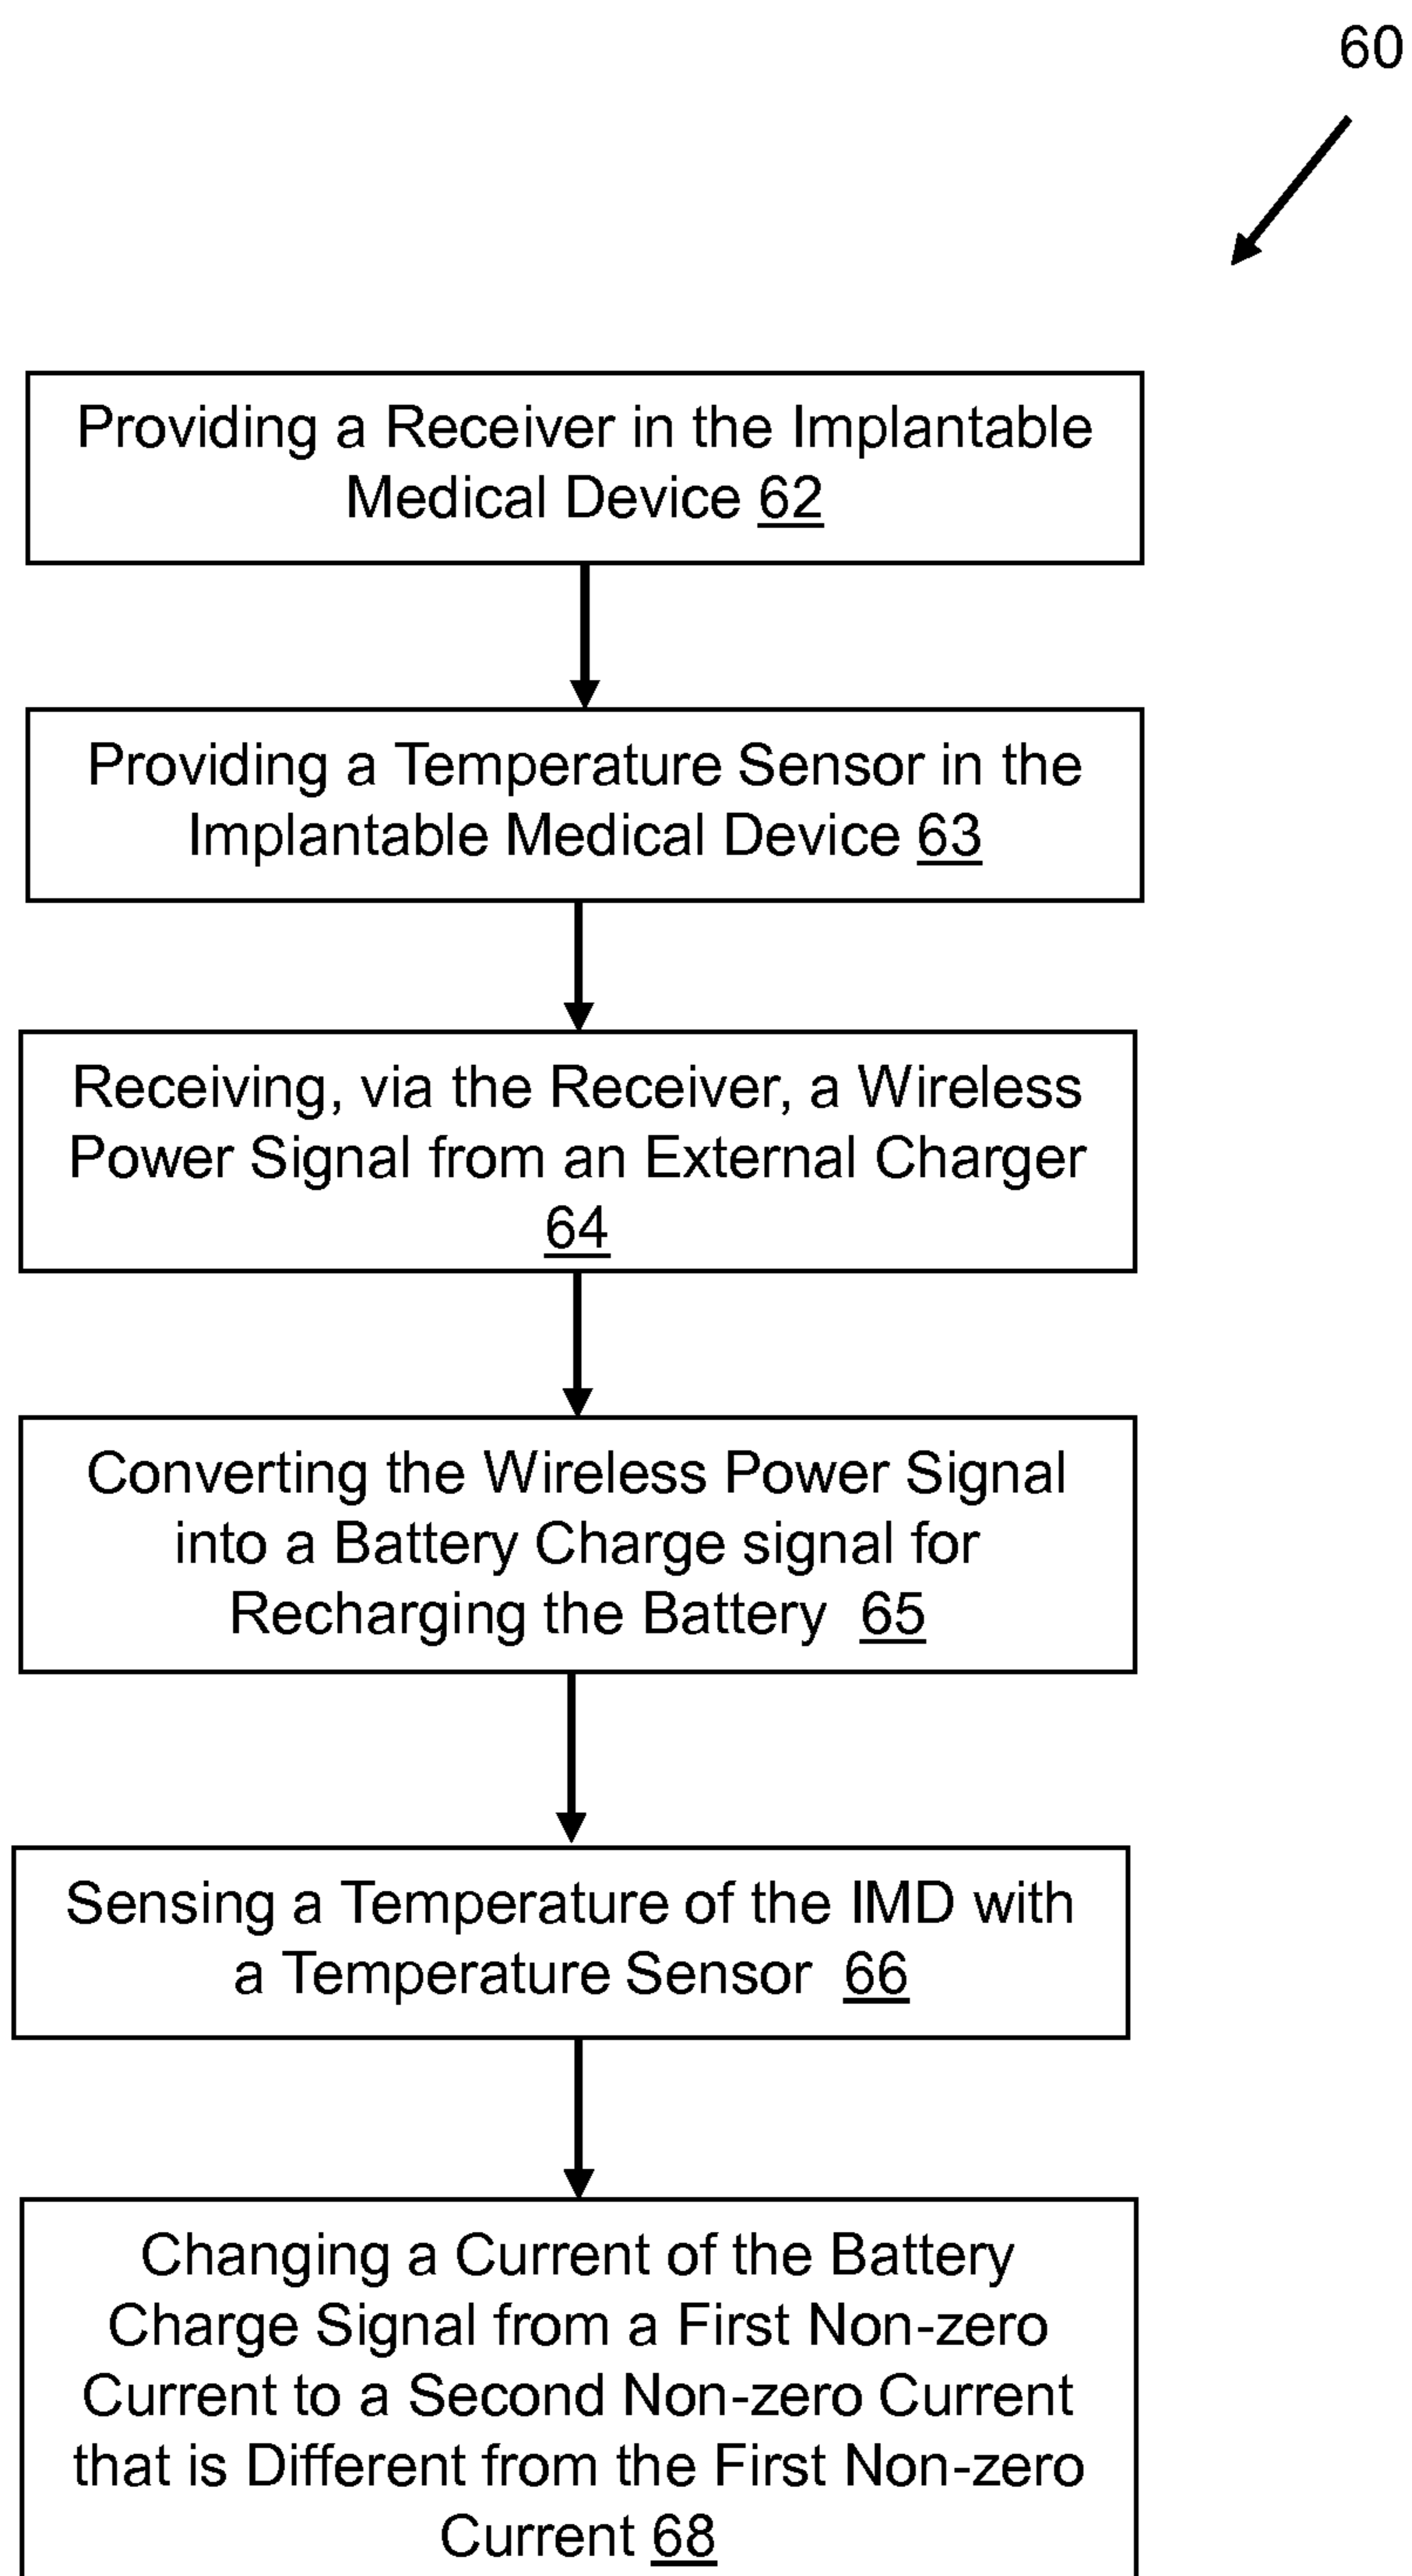 60
Providing a Receiver in the Implantable
Medical Device 62
Providing a Temperature Sensor in the
Implantable Medical Device 63
Receiving, via the Receiver, a Wireless
Power Signal from an External Charger
64
Converting the Wireless Power Signal
into a Battery Charge signal for
Recharging the Battery 65
Sensing a Temperature of the IMD with
a Temperature Sensor 66
Changing a Current of the Battery
Charge Signal from a First Non-zero
Current to a Second Non-zero Current
that is Different from the First Non-zero
Current 68